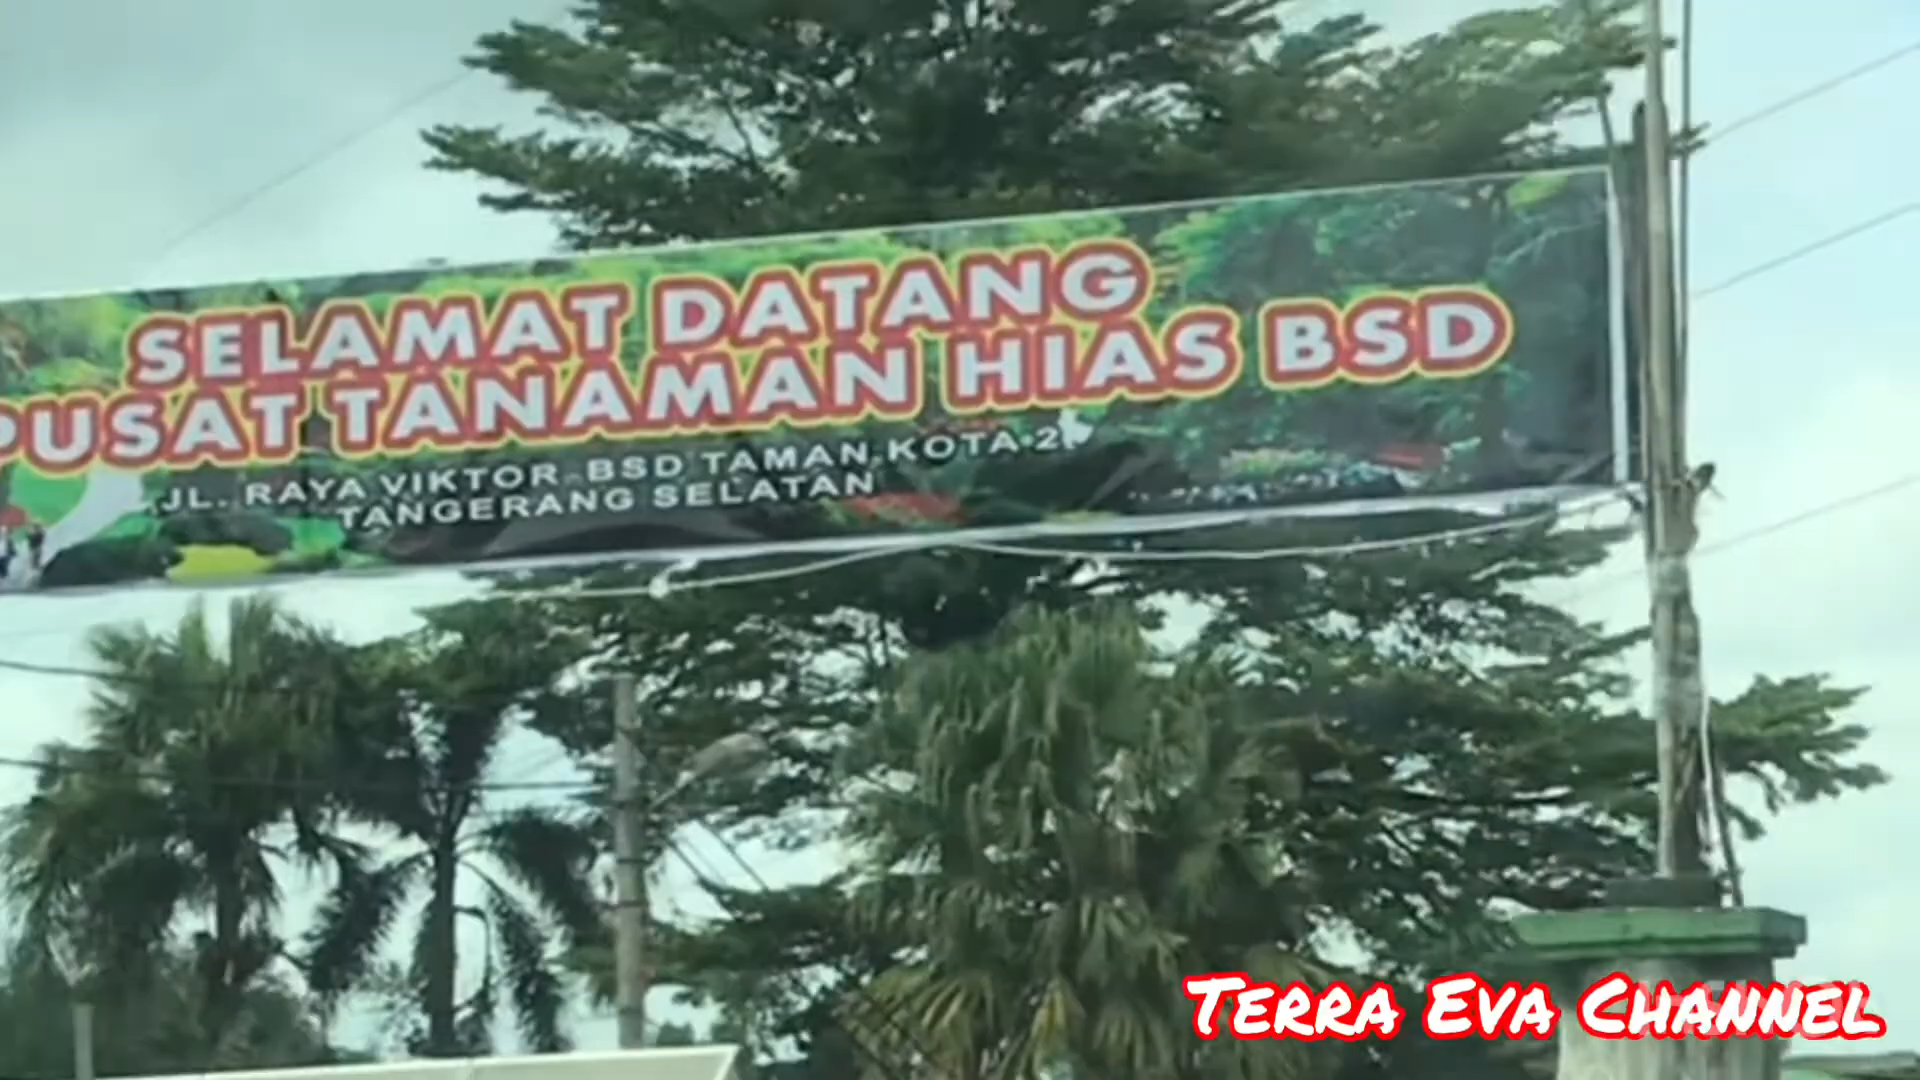 SELAMAT DATANG
PUSAT TANAMAN HIAS BSD
JL. RAYA VIKTOR BSD TAMAN KOTA 2
TANGERANG SELATAN
TERRA EVA CHANNEL